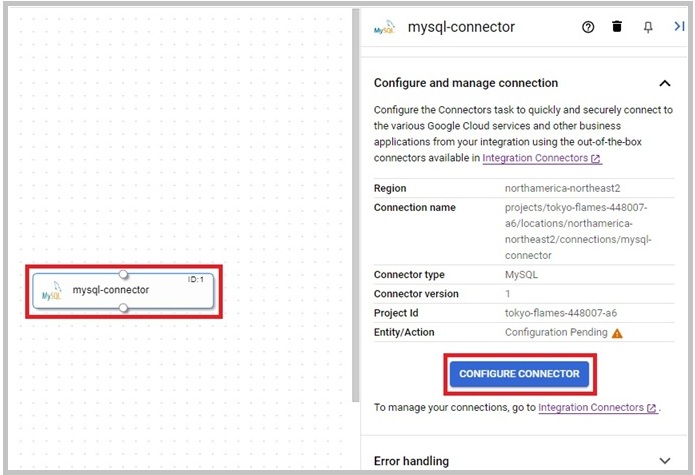 MySQL mysql-connector
Configure and manage connection
Configure the Connectors task to quickly and securely connect to
the various Google Cloud services and other business
applications from your integration using the out-of-the-box
connectors available in Integration Connectors
Region northamerica-northeast2
Connection name projects/tokyo-flames-448007-
a6/locations/northamerica-
northeast2/connections/mysql-
connector
Connector type MySQL
Connector version 1
Project Id tokyo-flames-448007-a6
Entity/Action Configuration Pending
CONFIGURE CONNECTOR
To manage your connections, go to Integration Connectors .
Error handling
ID:1
MySQL mysql-connector